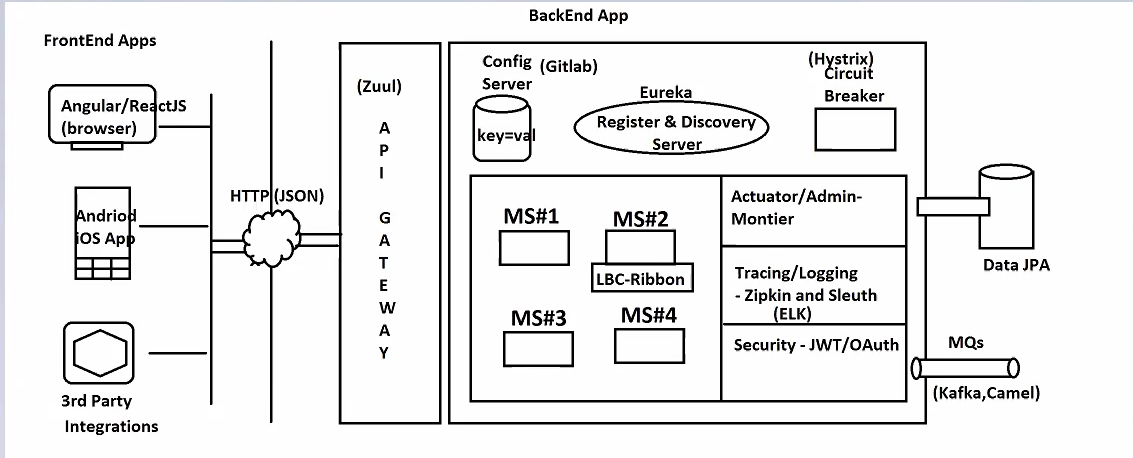 BackEnd App
FrontEnd Apps
Angular/ReactJS
(browser)
Andriod
iOS App
3rd Party
Integrations
HTTP (JSON)
(Zuul)
A
P
I
G
A
T
E
W
A
Y
Config
Server
(Gitlab)
key=val
Eureka
Register & Discovery
Server
(Hystrix)
Circuit
Breaker
MS#1
MS#2
LBC-Ribbon
MS#3
MS#4
Actuator/Admin-
Montier
Tracing/Logging
- Zipkin and Sleuth
(ELK)
Security - JWT/OAuth
Data JPA
MQs
(Kafka,Camel)